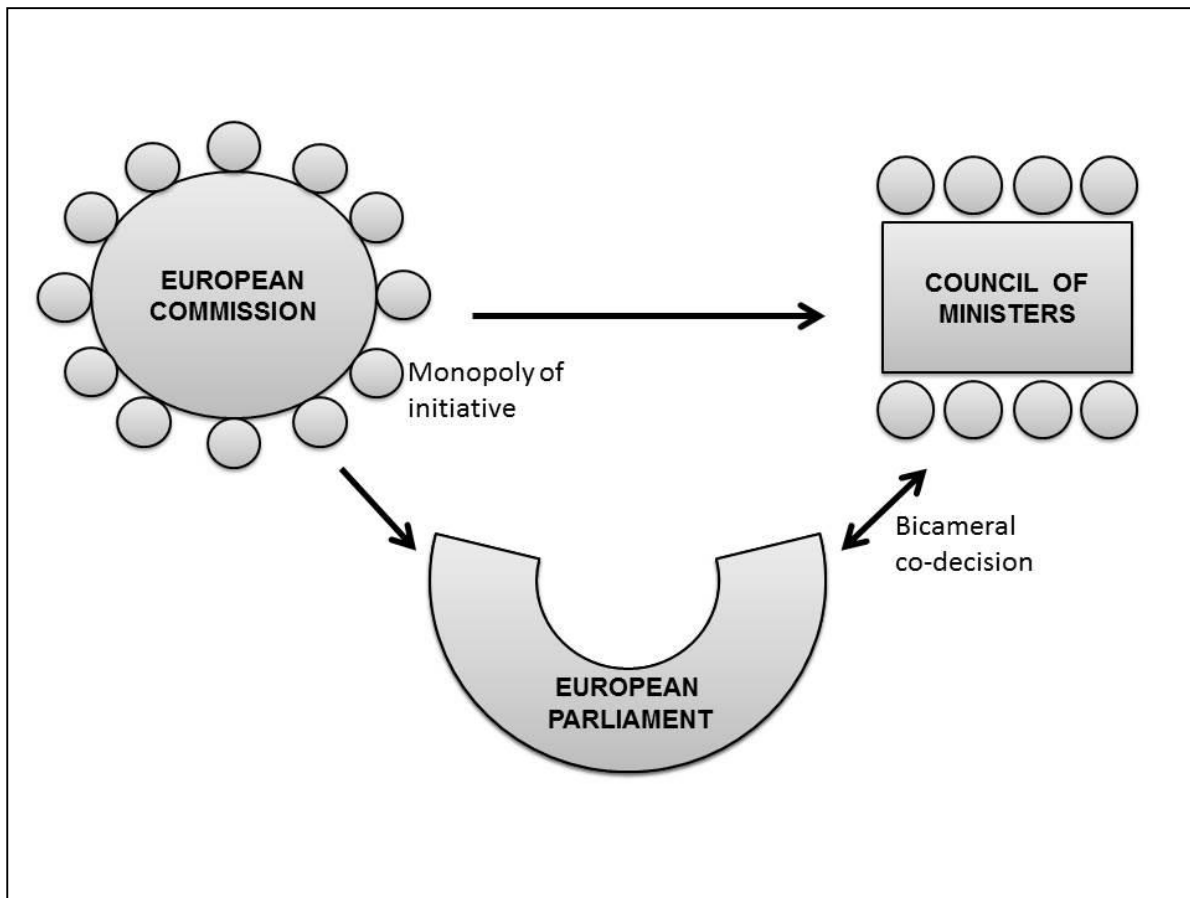 EUROPEAN
COMMISSION
COUNCIL OF
MINISTERS
Monopoly of
initiative
Bicameral
co-decision
EUROPEAN
PARLIAMENT